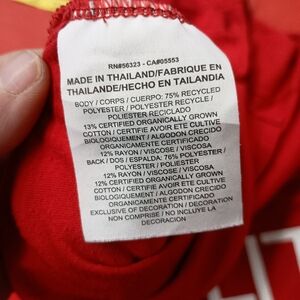 RN#56323 - CA#05553
MADE IN THAILAND/FABRIQUE EN
THAILANDE/HECHO EN TAILANDIA
BODY / CORPS / CUERPO: 75% RECYCLED
POLYESTER / POLYESTER RECYCLE /
POLIESTER RECICLADO
13% CERTIFIED ORGANICALLY GROWN
COTTON / CERTIFIE AVOIR ETE CULTIVE
BIOLOGIQUEMENT / ALGODON CRECIDO
ORGANICAMENTE CERTIFICADO
12% RAYON / VISCOSE / VISCOSA
BACK / DOS / ESPALDA: 76% POLYESTER /
POLYESTER / POLIESTER
12% RAYON / VISCOSE / VISCOSA
12% CERTIFIED ORGANICALLY GROWN
COTTON / CERTIFIE AVOIR ETE CULTIVE
BIOLOGIQUEMENT / ALGODON CRECIDO
ORGANICAMENTE CERTIFICADO
EXCLUSIVE OF DECORATION / DECORATION
NON COMPRISE / NO INCLUYE LA
DECORACION